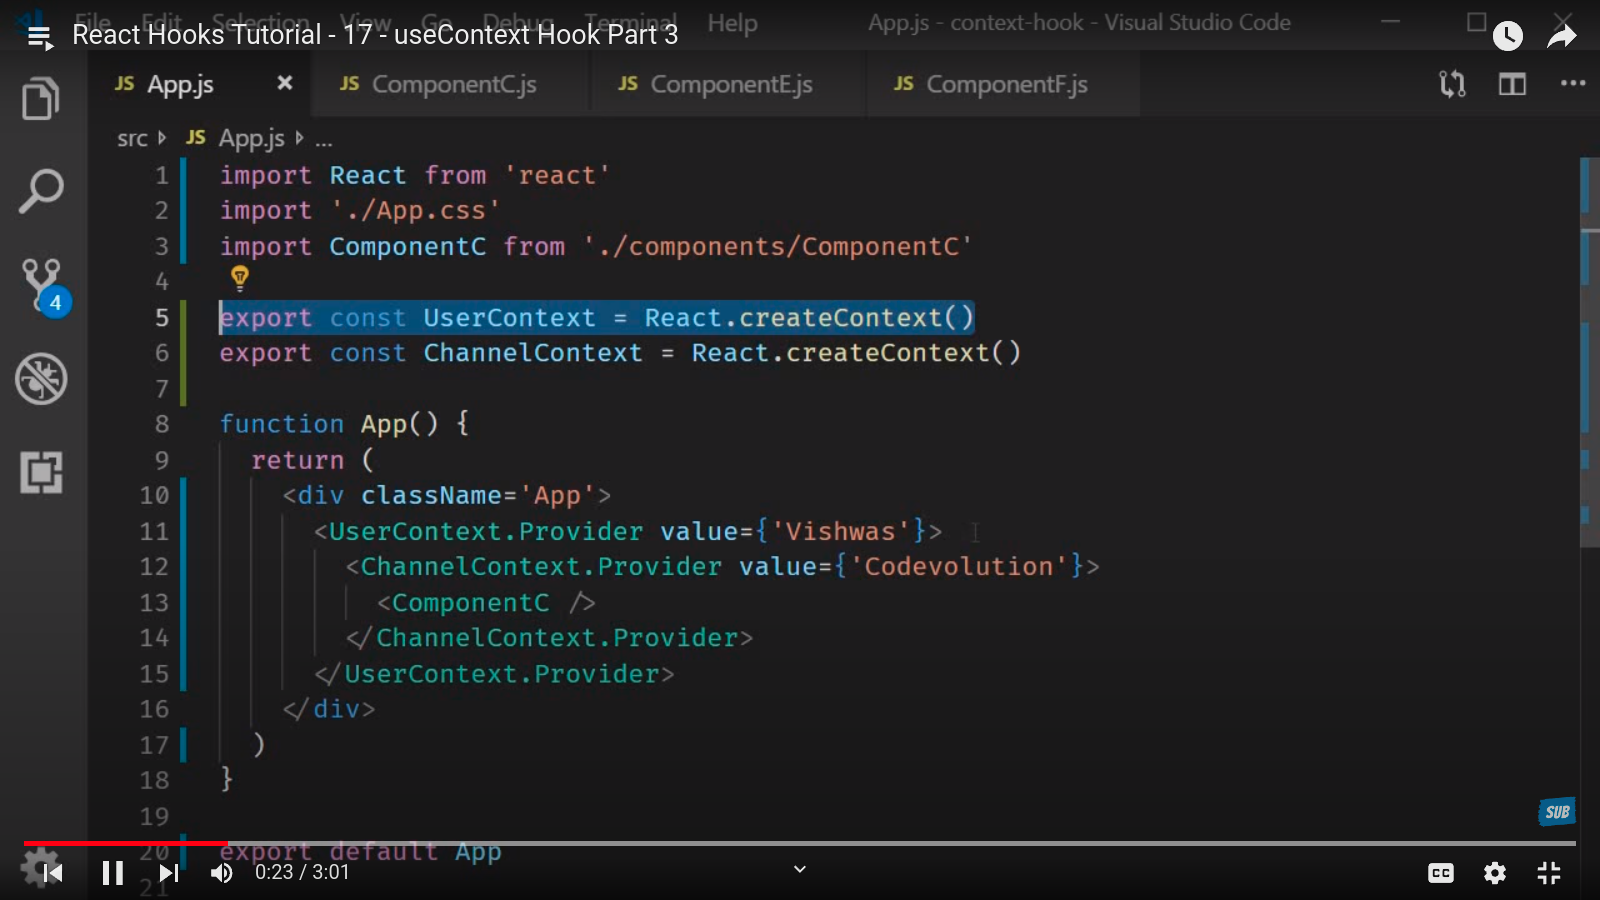 File Edit Selection View Go Debug Terminal Help App.js - context-hook - Visual Studio Code
React Hooks Tutorial - 17 - useContext Hook Part 3
JS App.js JS ComponentC.js JS ComponentE.js JS ComponentF.js
src JS App.js ...
1 import React from 'react'
2 import './App.css'
3 import ComponentC from './components/ComponentC'
4
5 export const UserContext = React.createContext()
6 export const ChannelContext = React.createContext()
7
8 function App() {
9 return (
10 <div className='App'>
11 <UserContext.Provider value={'Vishwas'}>
12 <ChannelContext.Provider value={'Codevolution'}>
13 <ComponentC />
14 </ChannelContext.Provider>
15 </UserContext.Provider>
16 </div>
17 )
18 }
19
20 export default App
21
4
SUB
0:23 / 3:01
CC